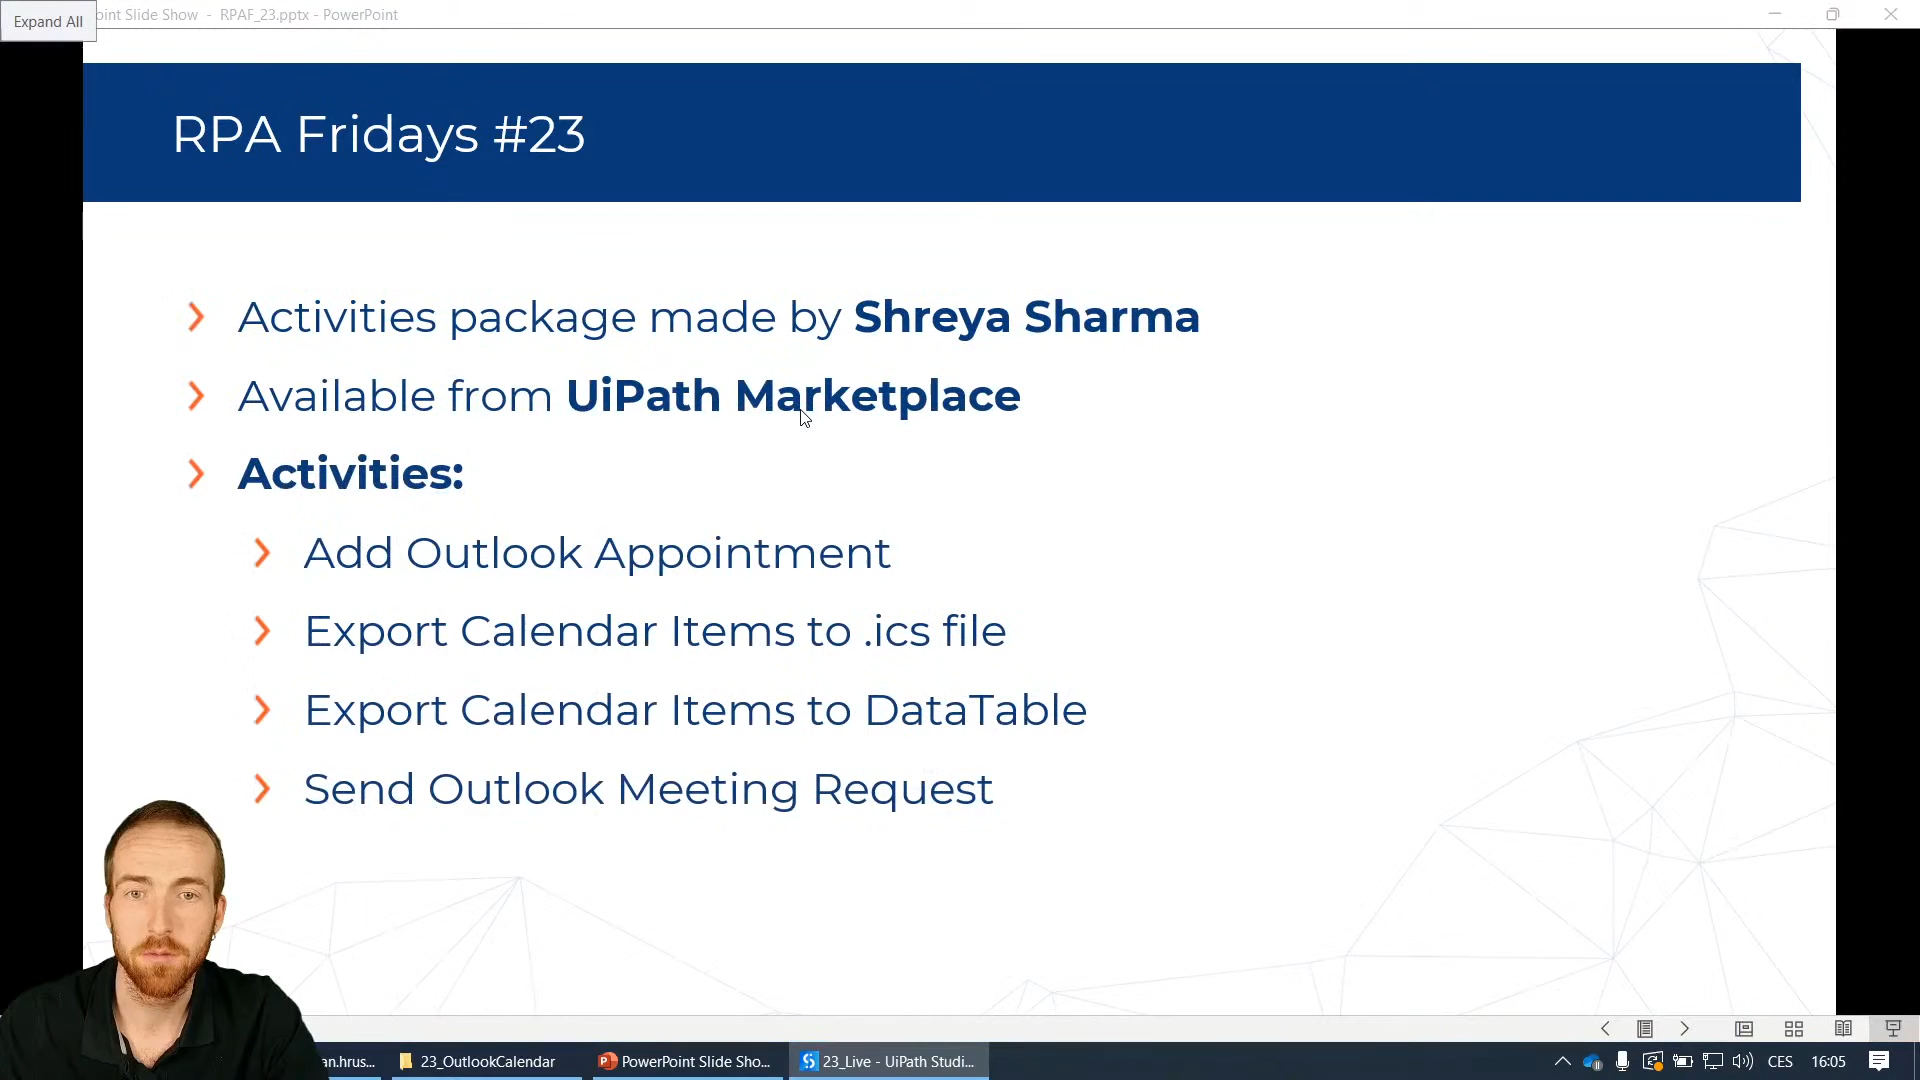 Expand All
oint Slide Show - RPAF_23.pptx - PowerPoint
RPA Fridays #23
Activities package made by Shreya Sharma
Available from UiPath Marketplace
Activities:
Add Outlook Appointment
Export Calendar Items to .ics file
Export Calendar Items to DataTable
Send Outlook Meeting Request
an.hrus...
23_OutlookCalendar
PowerPoint Slide Sho...
23_Live - UiPath Studi...
CES
16:05